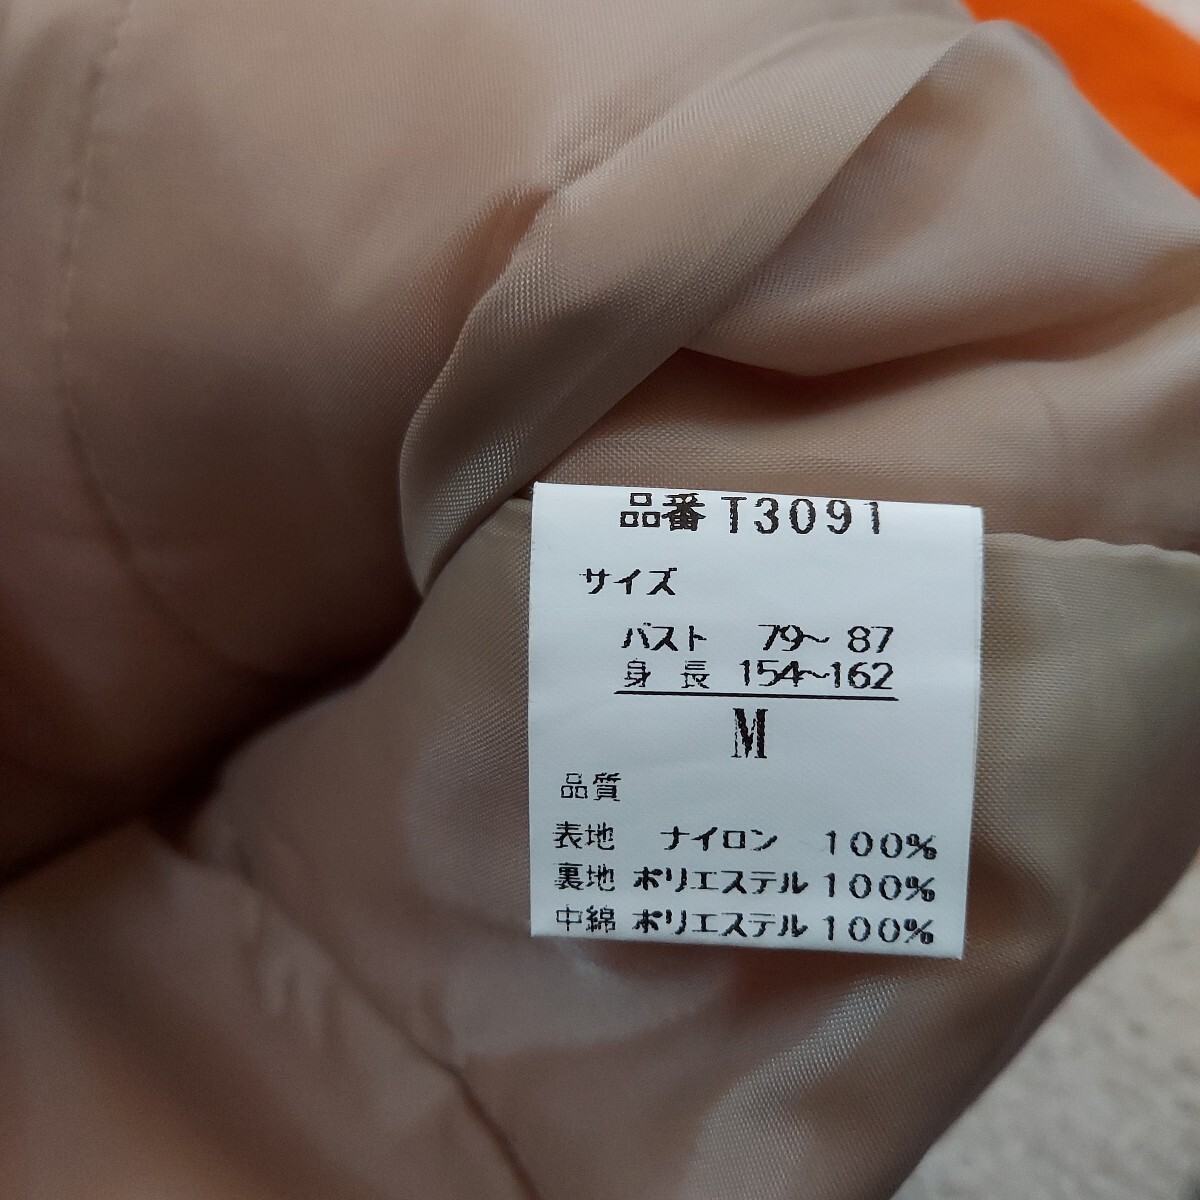 品番 T3091
サイズ
バスト 79～ 87
身長 154～162
M
品質
表地 ナイロン 100%
裏地 ポリエステル 100%
中綿 ポリエステル 100%